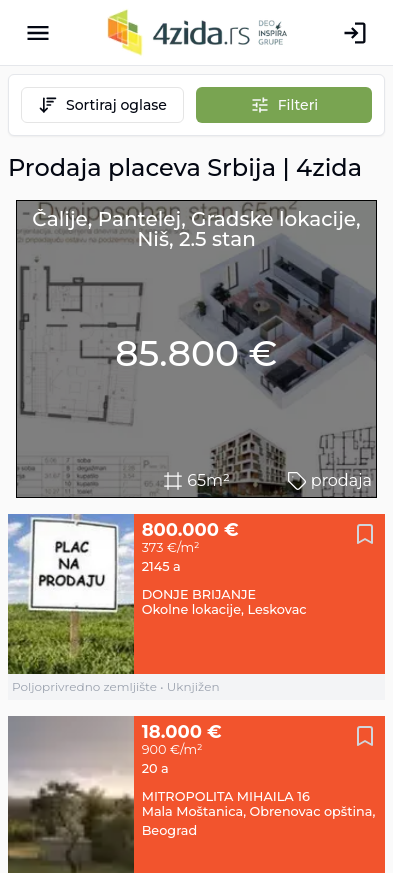 4zida.rs
DEO
INSPIRA
GRUPE
Sortiraj oglase
Filteri
Prodaja placeva Srbija | 4zida
- Dvoiposoban stan 65m²
Čalije, Pantelej, Gradske lokacije,
Niš, 2.5 stan
85.800 €
65m²
prodaja
PLAC
NA
PRODAJU
800.000 €
373 €/m²
2145 a
DONJE BRIJANJE
Okolne lokacije, Leskovac
Poljoprivredno zemljište • Uknjižen
18.000 €
900 €/m²
20 a
MITROPOLITA MIHAILA 16
Mala Moštanica, Obrenovac opština,
Beograd